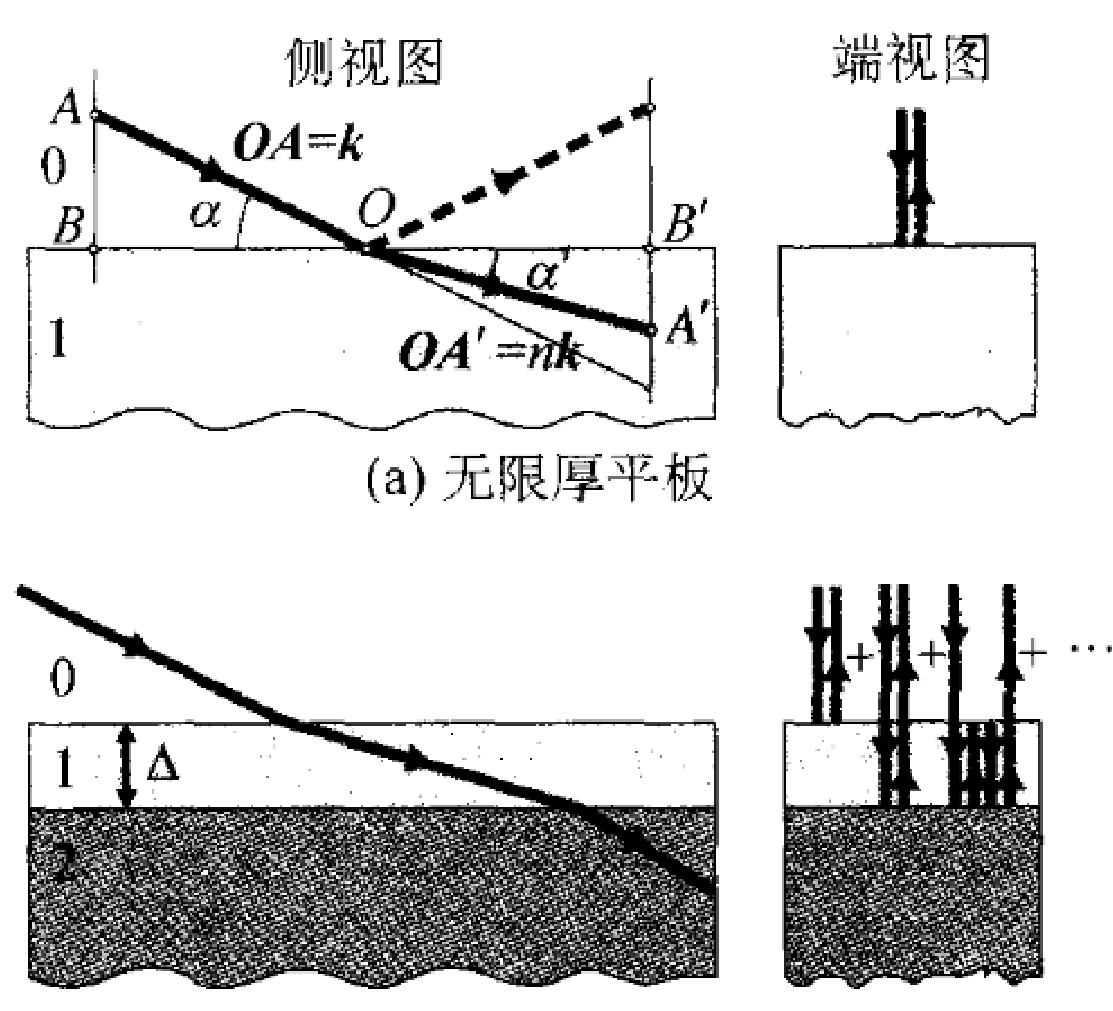 侧视图 端视图
A
OA=k
0
α
O
B
B′
α′
1
A′
OA′=nk
(a) 无限厚平板
0
+ + + ···
1 Δ
2